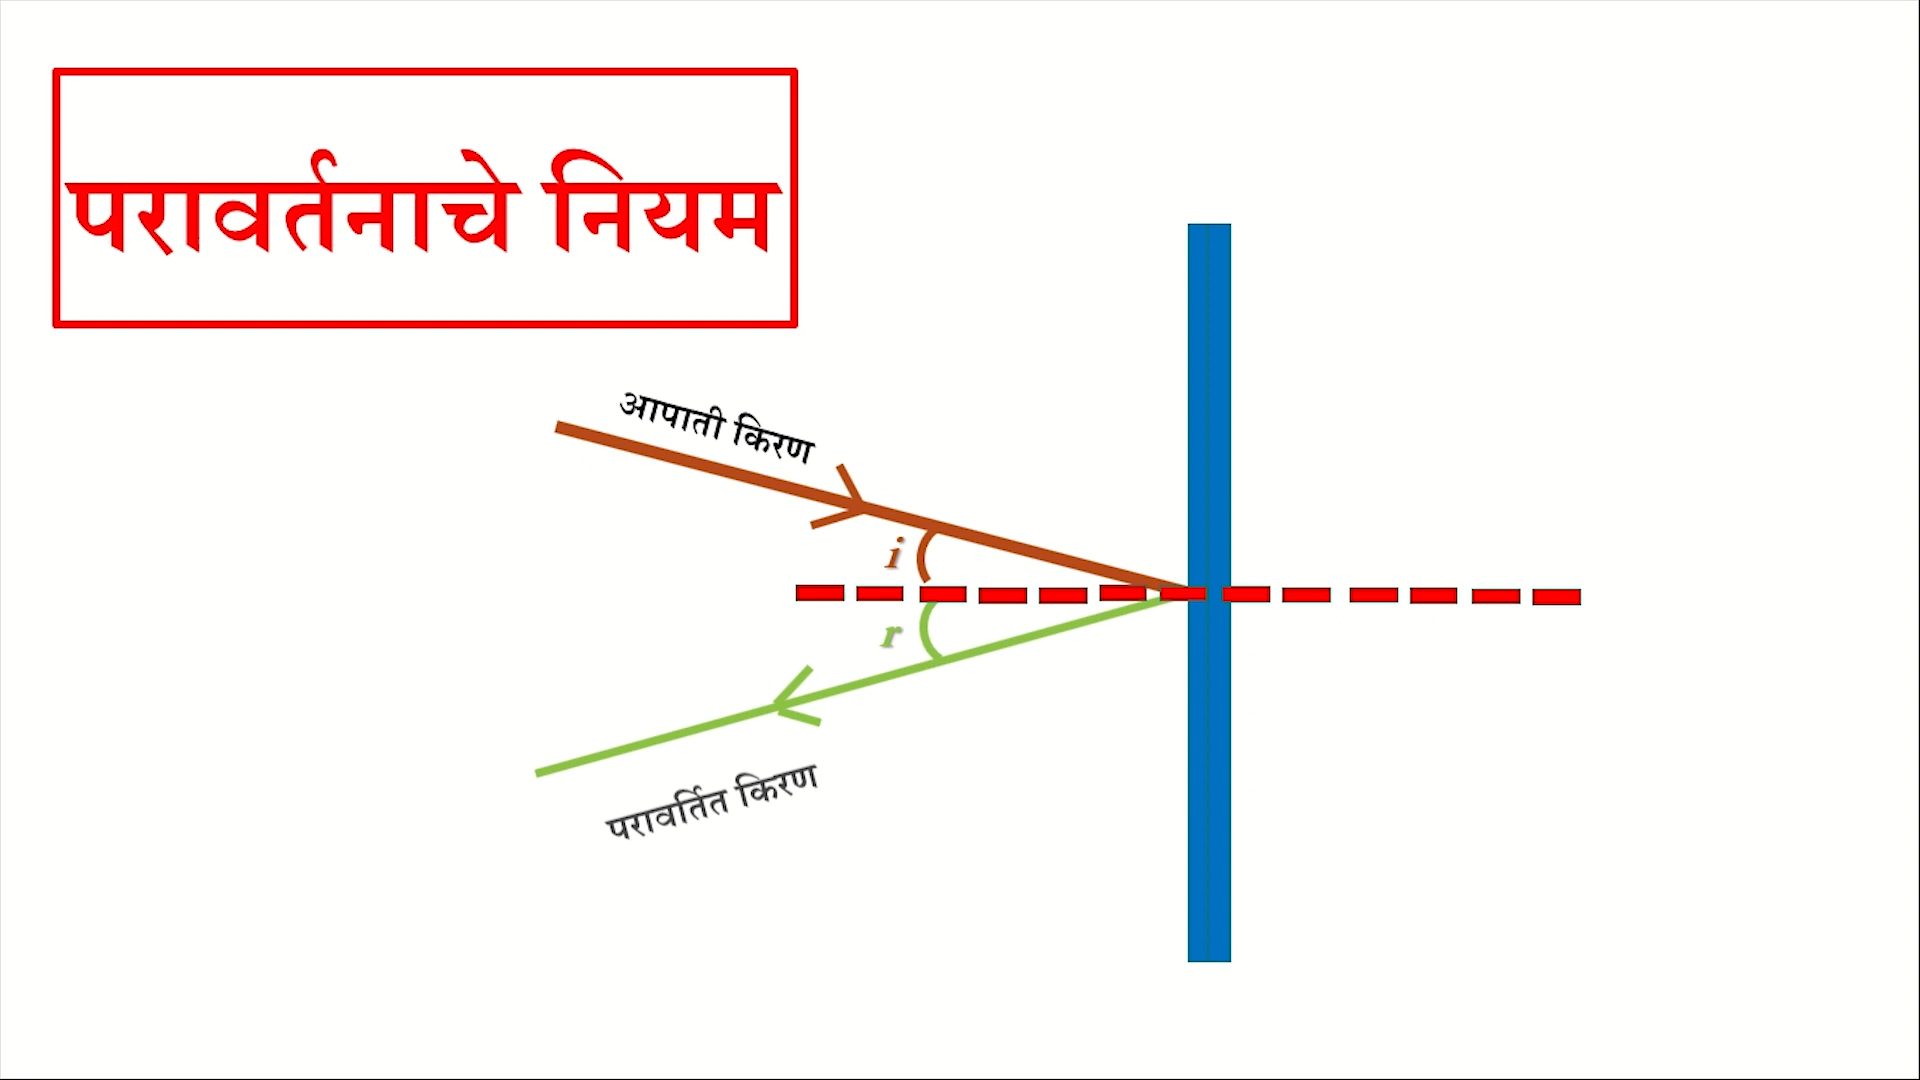 परावर्तनाचे नियम
आपाती किरण
i
r
परावर्तित किरण